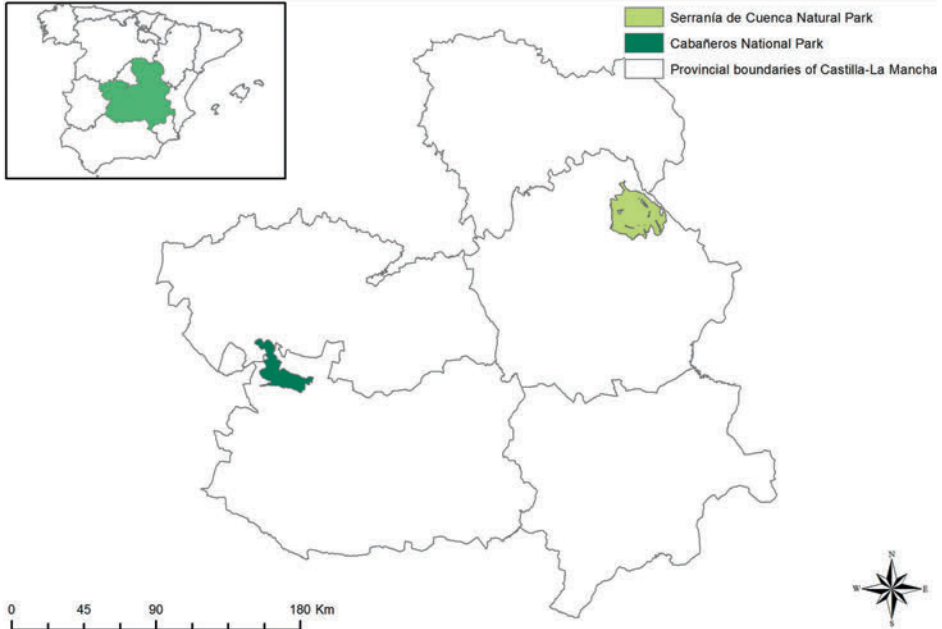 Serranía de Cuenca Natural Park
Cabañeros National Park
Provincial boundaries of Castilla-La Mancha
N
W E
S
0 45 90 180 Km